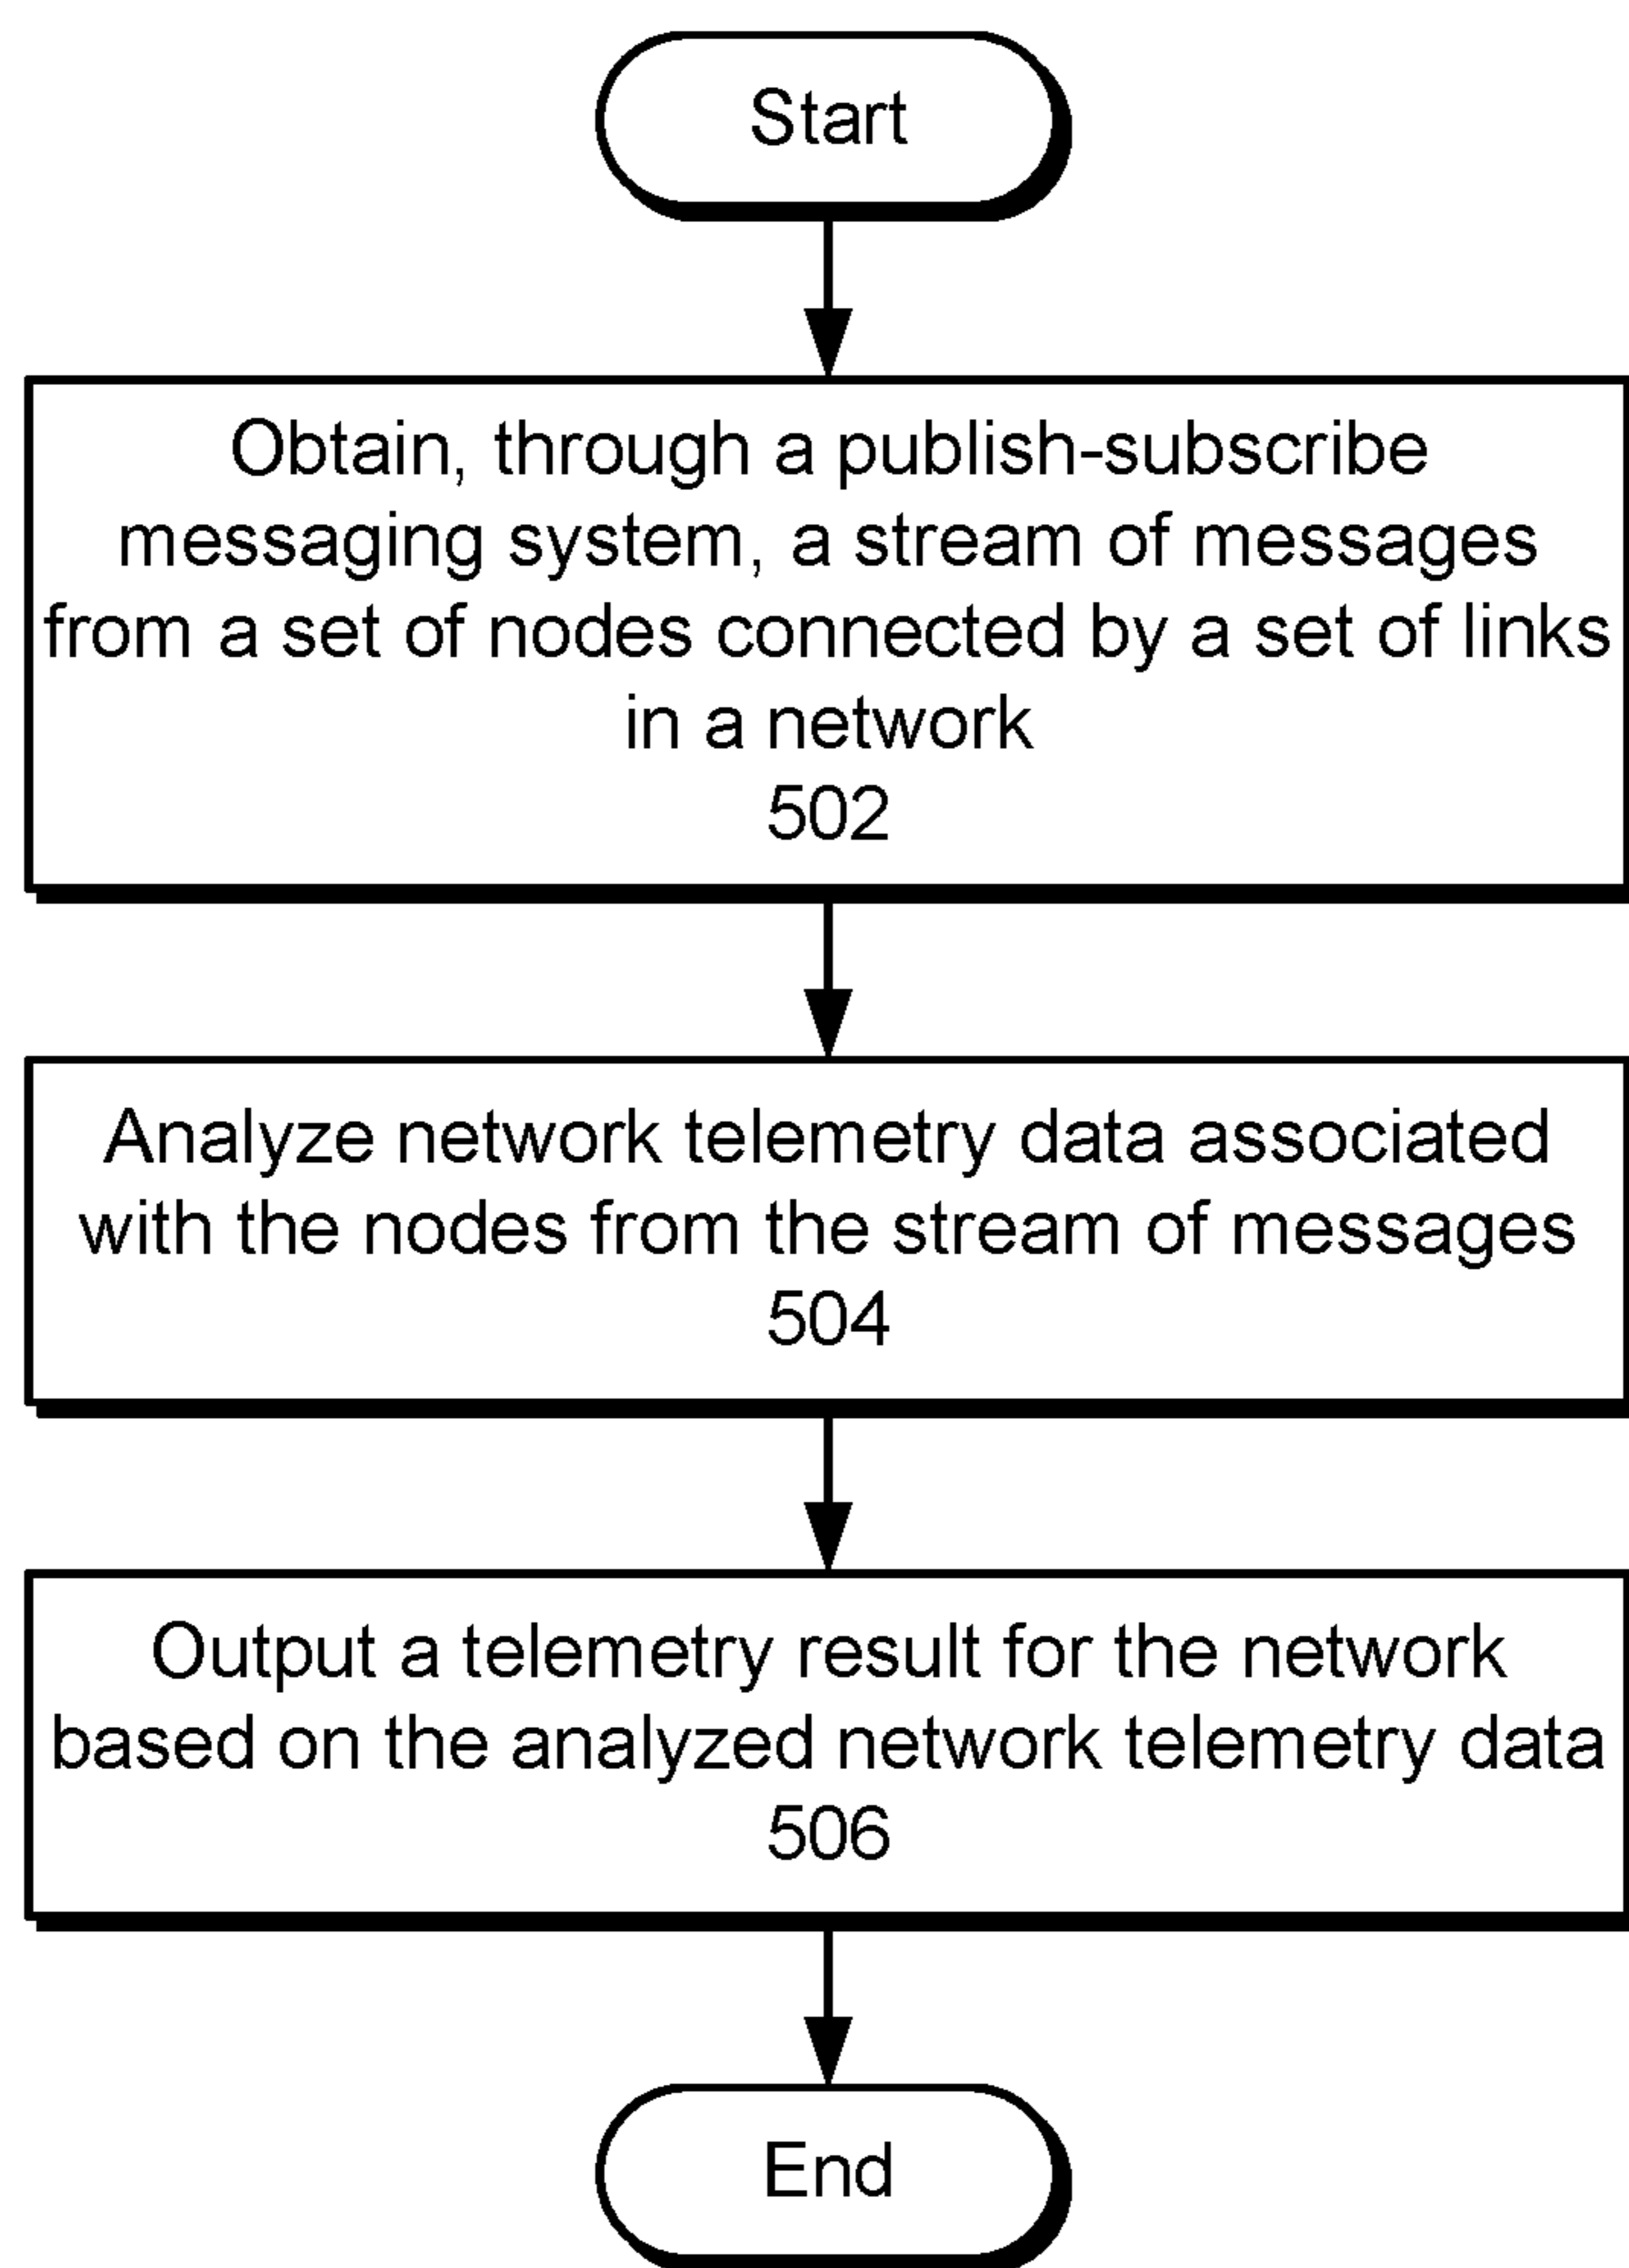 Start
Obtain, through a publish-subscribe
messaging system, a stream of messages
from a set of nodes connected by a set of links
in a network
502
Analyze network telemetry data associated
with the nodes from the stream of messages
504
Output a telemetry result for the network
based on the analyzed network telemetry data
506
End